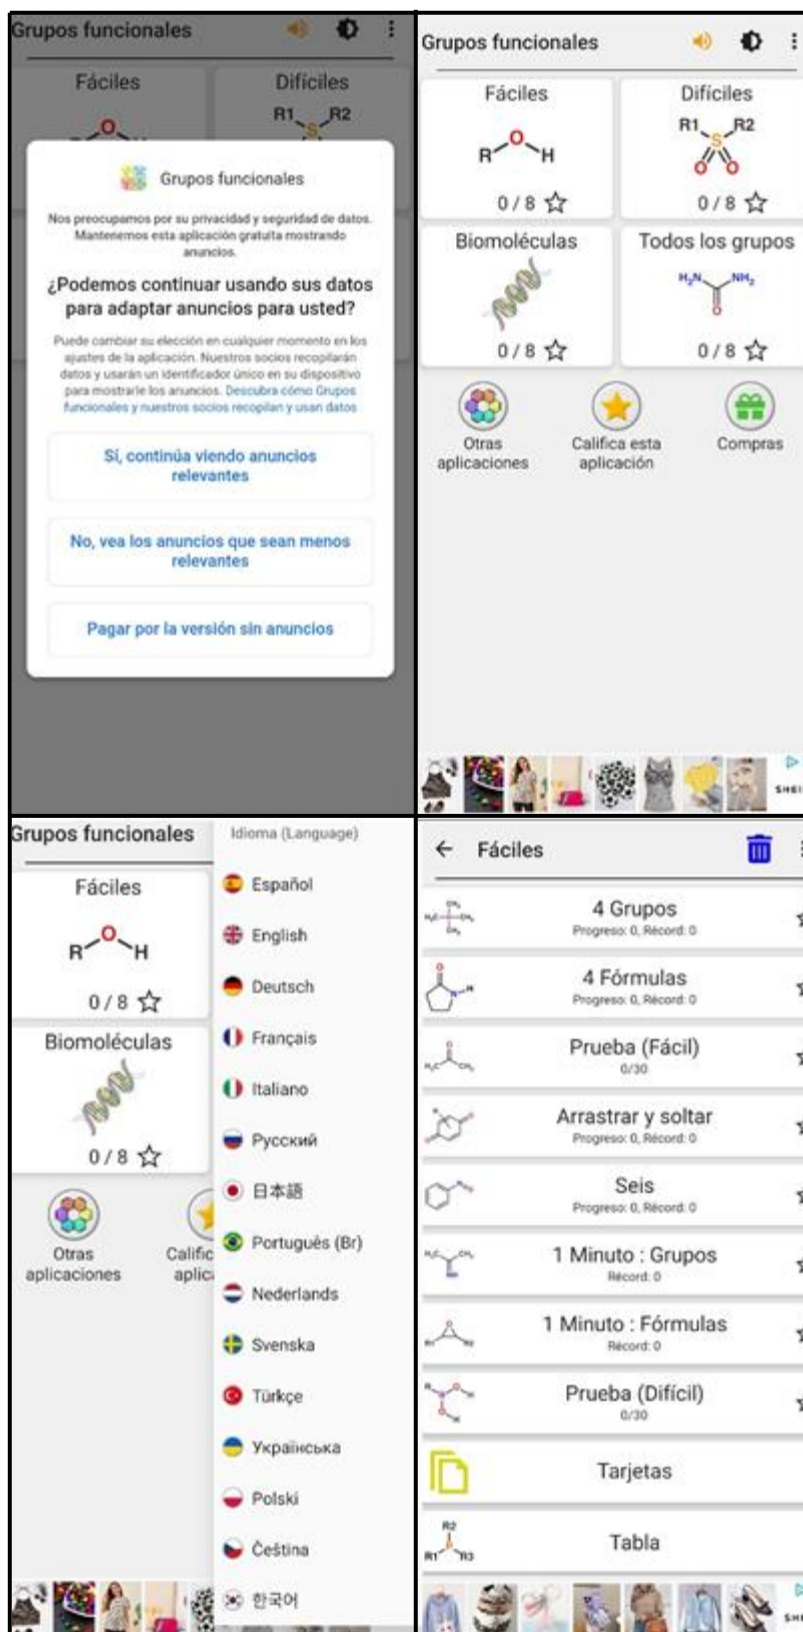 Grupos funcionales
Fáciles
Difíciles
R1 S R2
O
Grupos funcionales
Nos preocupamos por su privacidad y seguridad de datos.
Mantenemos esta aplicación gratuita mostrando
anuncios.
¿Podemos continuar usando sus datos
para adaptar anuncios para usted?
Puede cambiar su elección en cualquier momento en los
ajustes de la aplicación. Nuestros socios recopilarán
datos y usarán un identificador único en su dispositivo
para mostrarle los anuncios. Descubra cómo Grupos
funcionales y nuestros socios recopilan y usan datos
Sí, continúa viendo anuncios
relevantes
No, vea los anuncios que sean menos
relevantes
Pagar por la versión sin anuncios
Grupos funcionales
Fáciles
R O H
0 / 8
Difíciles
R1 S R2
O O
0 / 8
Biomoléculas
0 / 8
Todos los grupos
H₂N NH₂
O
0 / 8
Otras
aplicaciones
Califica esta
aplicación
Compras
Grupos funcionales
Fáciles
R O H
0 / 8
Biomoléculas
0 / 8
Otras
aplicaciones
Califi
aplic
Idioma (Language)
Español
English
Deutsch
Français
Italiano
Русский
日本語
Português (Br)
Nederlands
Svenska
Türkçe
Українська
Polski
Čeština
한국어
Fáciles
4 Grupos
Progreso: 0, Récord: 0
4 Fórmulas
Progreso: 0, Récord: 0
Prueba (Fácil)
0/30
Arrastrar y soltar
Progreso: 0, Récord: 0
Seis
Progreso: 0, Récord: 0
1 Minuto : Grupos
Récord: 0
1 Minuto : Fórmulas
Récord: 0
Prueba (Difícil)
0/30
Tarjetas
R2
R1 P R3
Tabla